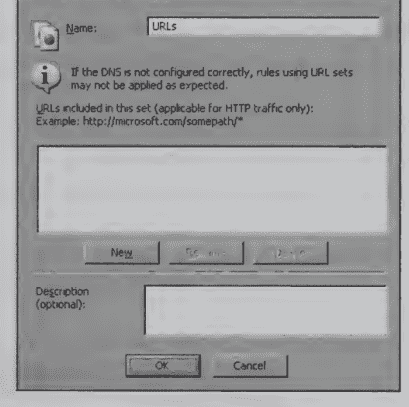 Name:
URLs
If the DNS is not configured correctly, rules using URL sets
may not be applied as expected.
URLs included in this set (applicable for HTTP traffic only):
Example: http://microsoft.com/somepath/*
New
Description
(optional):
OK
Cancel